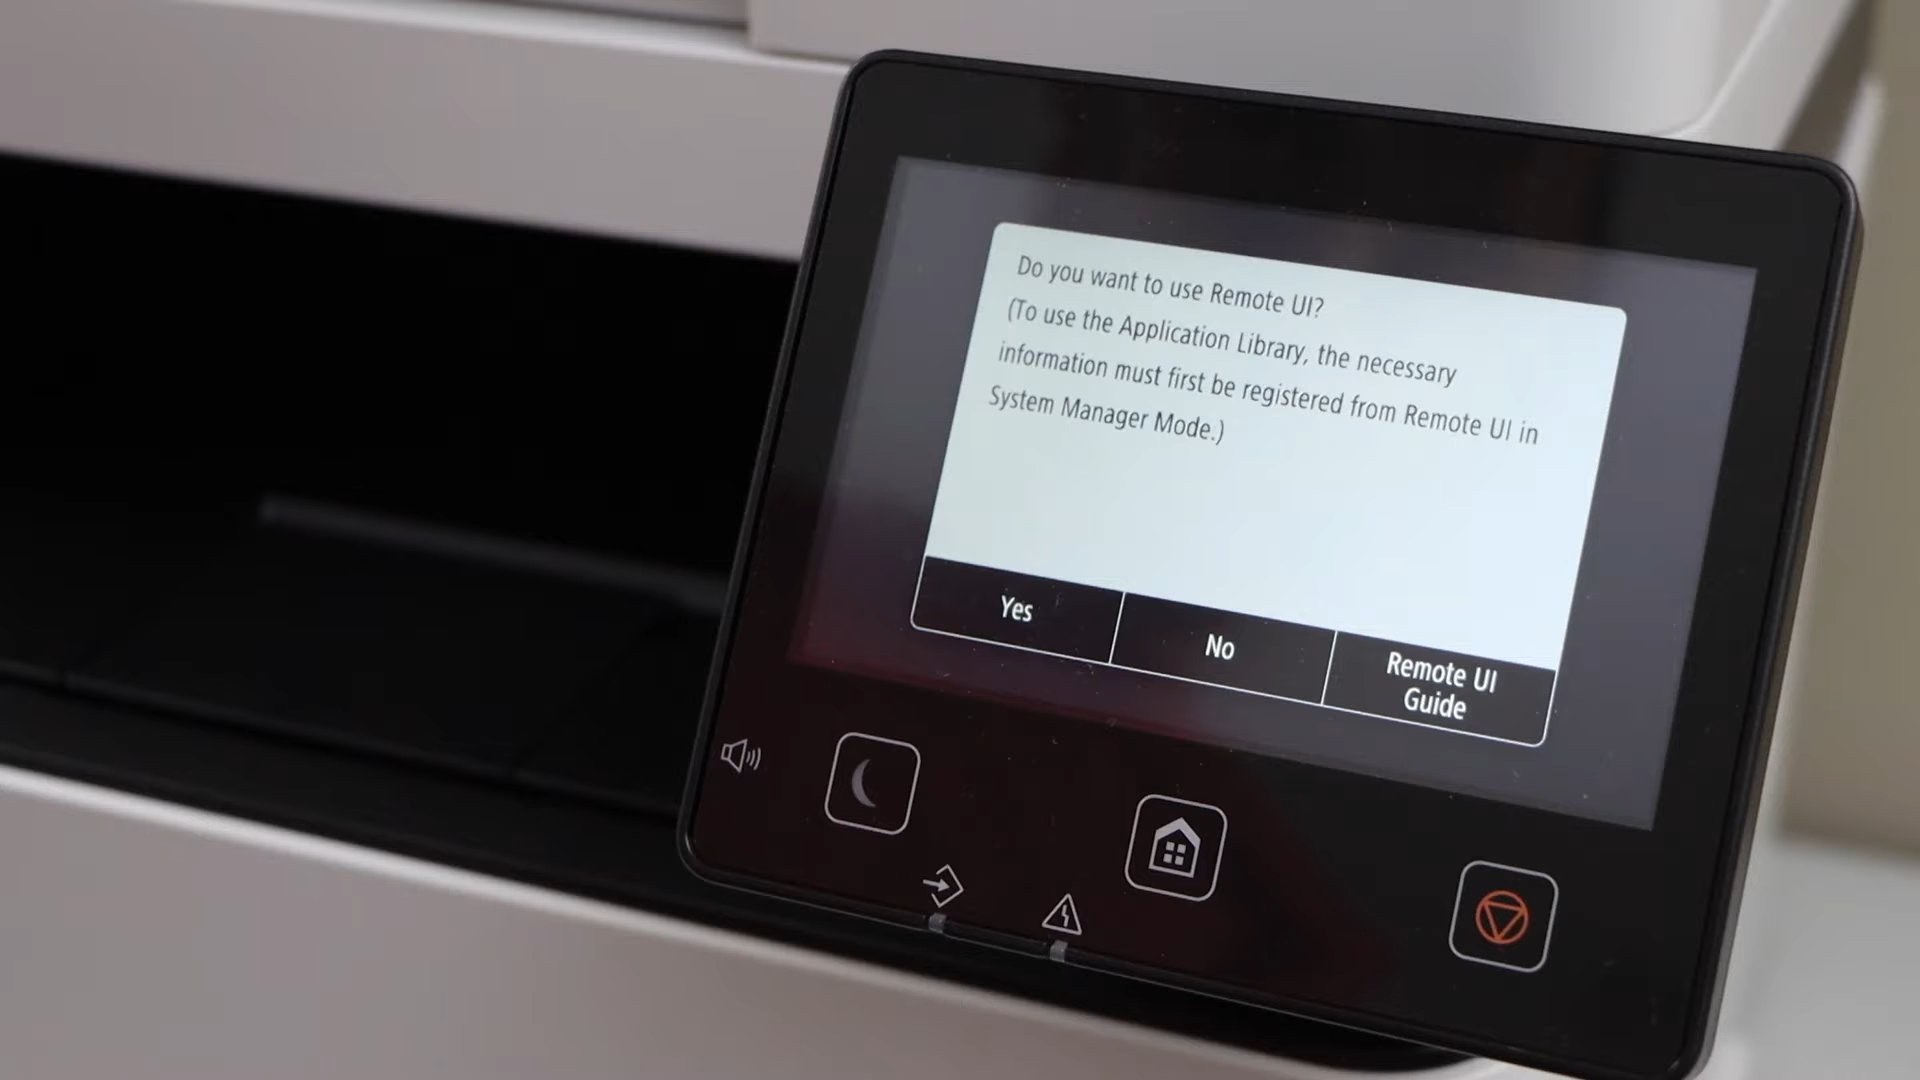 Do you want to use Remote UI?
(To use the Application Library, the necessary
information must first be registered from Remote UI in
System Manager Mode.)
Yes
No
Remote UI
Guide